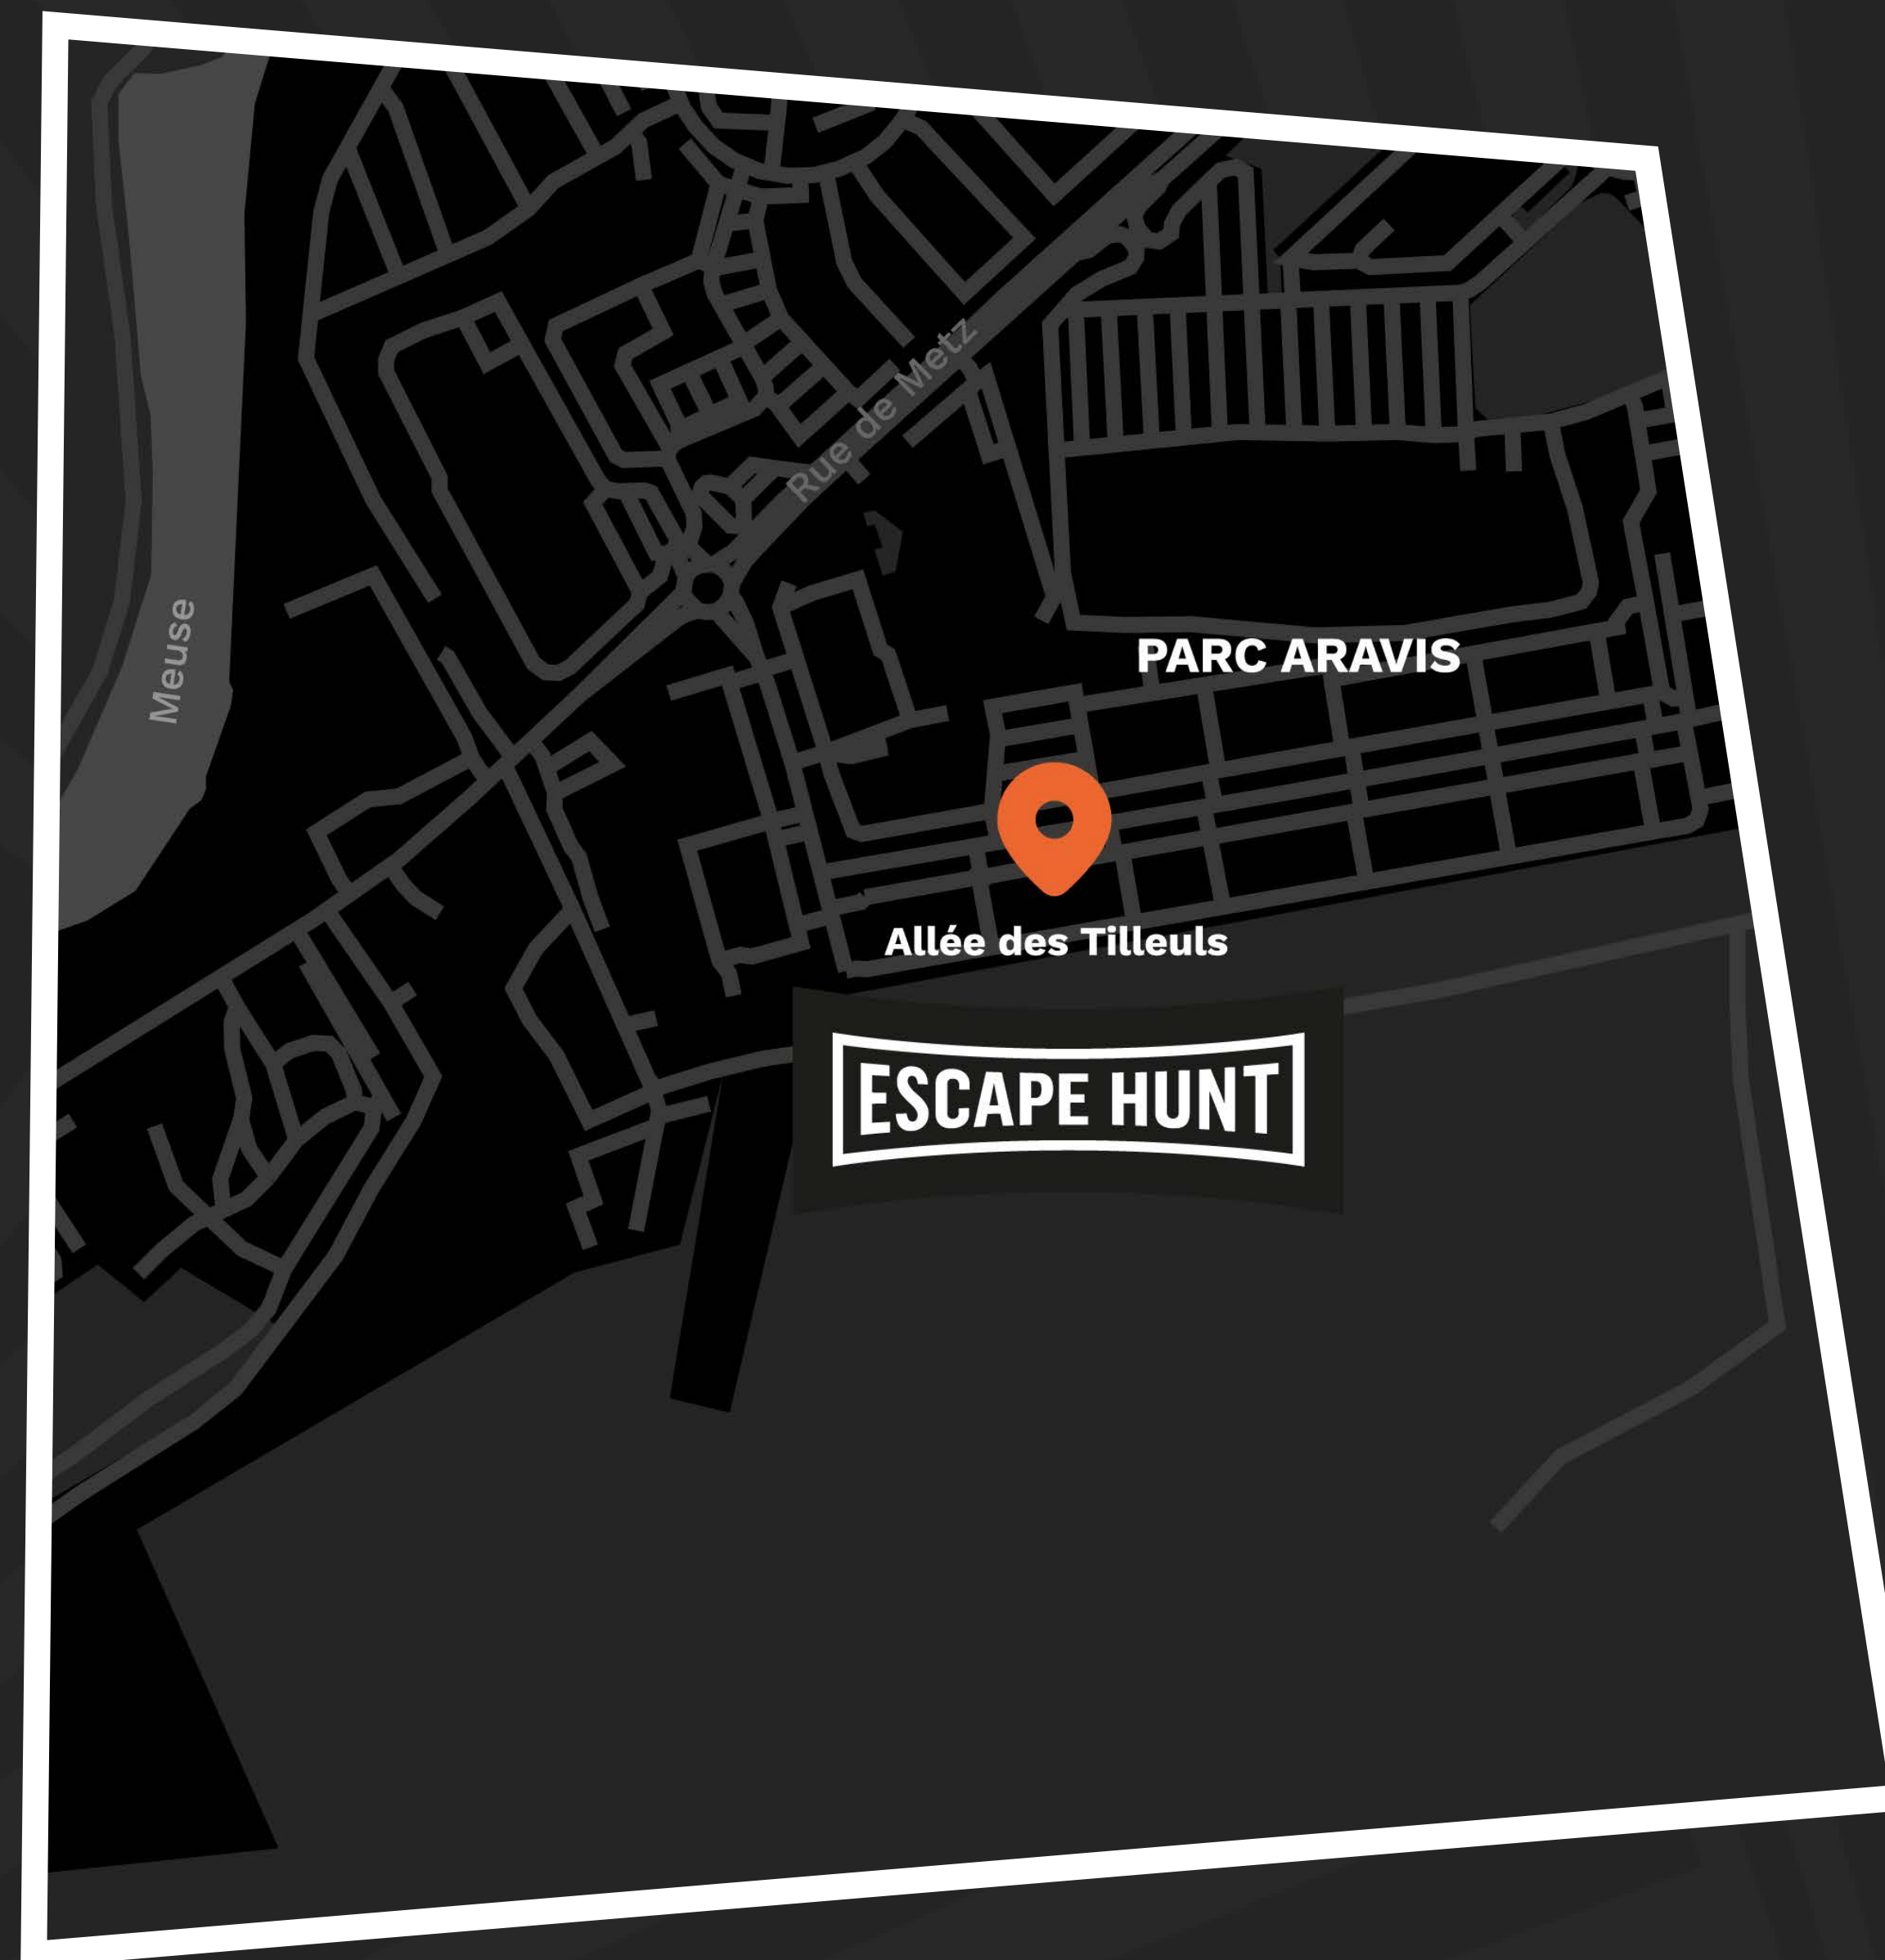 Rue de Metz
Meuse
PARC ARAVIS
Allée des Tilleuls
ESCAPE HUNT